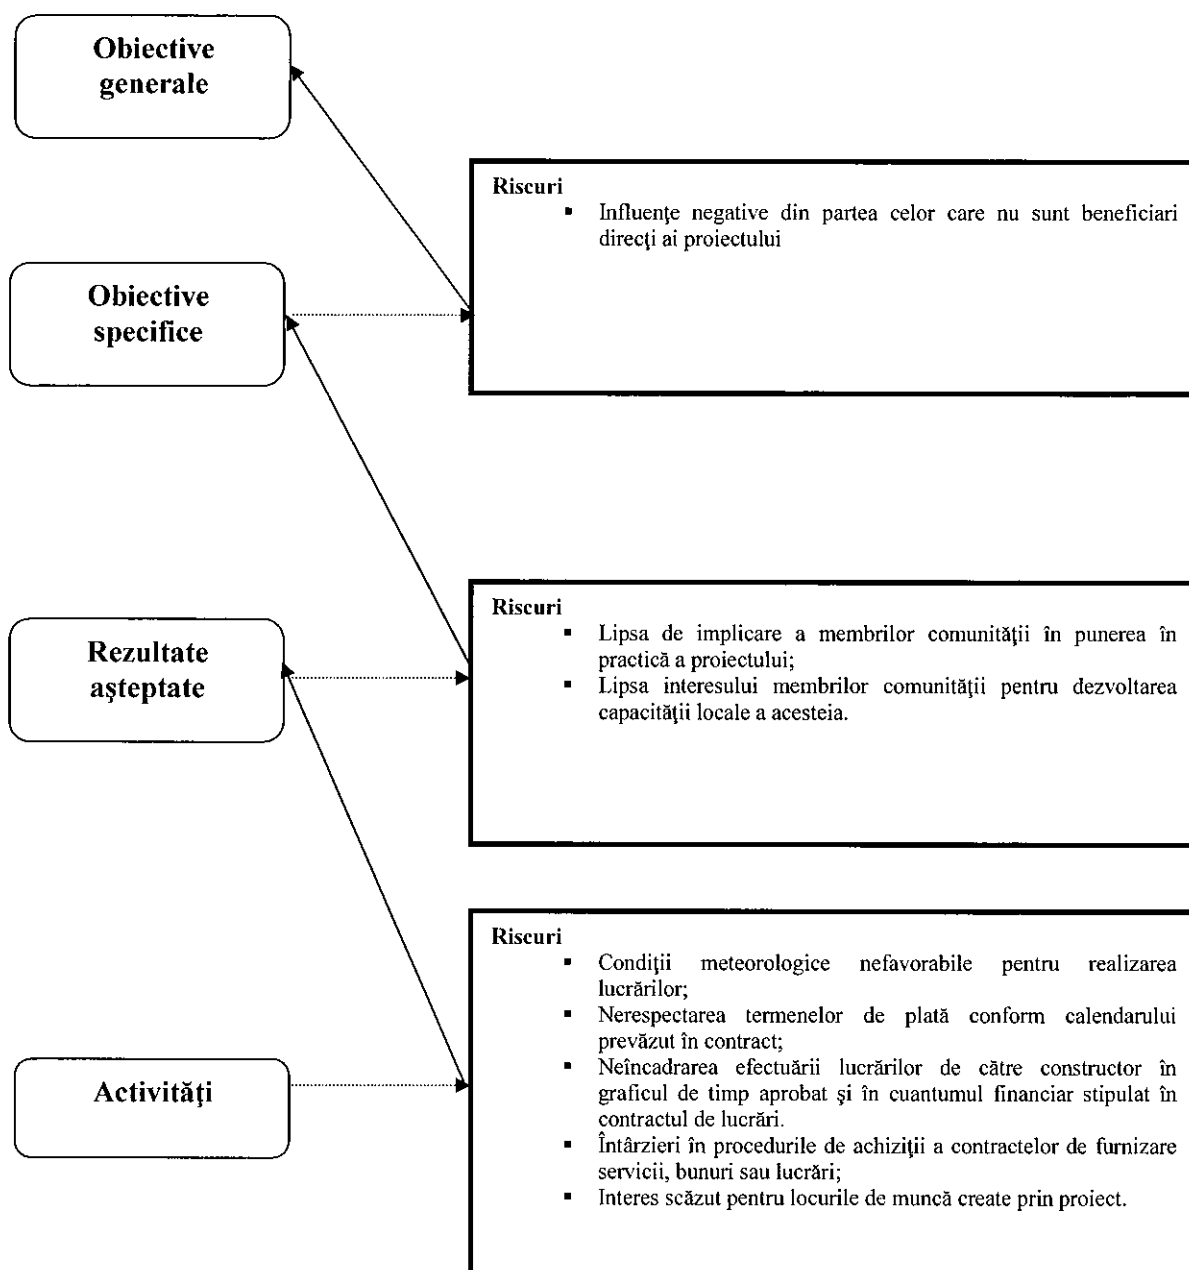 Obiective
generale
Riscuri
▪ Influenţe negative din partea celor care nu sunt beneficiari
direcţi ai proiectului
Obiective
specifice
Riscuri
▪ Lipsa de implicare a membrilor comunităţii în punerea în
practică a proiectului;
▪ Lipsa interesului membrilor comunităţii pentru dezvoltarea
capacităţii locale a acesteia.
Rezultate
aşteptate
Riscuri
▪ Condiţii meteorologice nefavorabile pentru realizarea
lucrărilor;
▪ Nerespectarea termenelor de plată conform calendarului
prevăzut în contract;
▪ Neîncadrarea efectuării lucrărilor de către constructor în
graficul de timp aprobat şi în cuantumul financiar stipulat în
contractul de lucrări.
▪ Întârzieri în procedurile de achiziţii a contractelor de furnizare
servicii, bunuri sau lucrări;
▪ Interes scăzut pentru locurile de muncă create prin proiect.
Activităţi